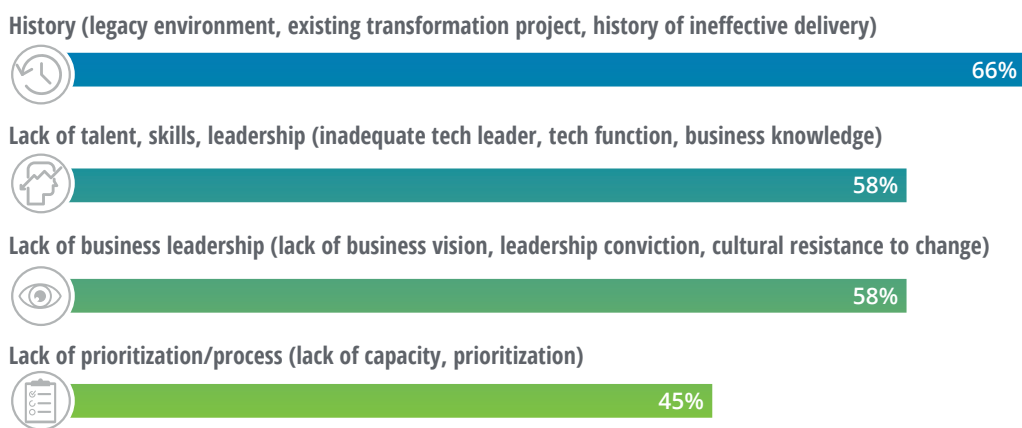 History (legacy environment, existing transformation project, history of ineffective delivery)
66%
Lack of talent, skills, leadership (inadequate tech leader, tech function, business knowledge)
58%
Lack of business leadership (lack of business vision, leadership conviction, cultural resistance to change)
58%
Lack of prioritization/process (lack of capacity, prioritization)
45%